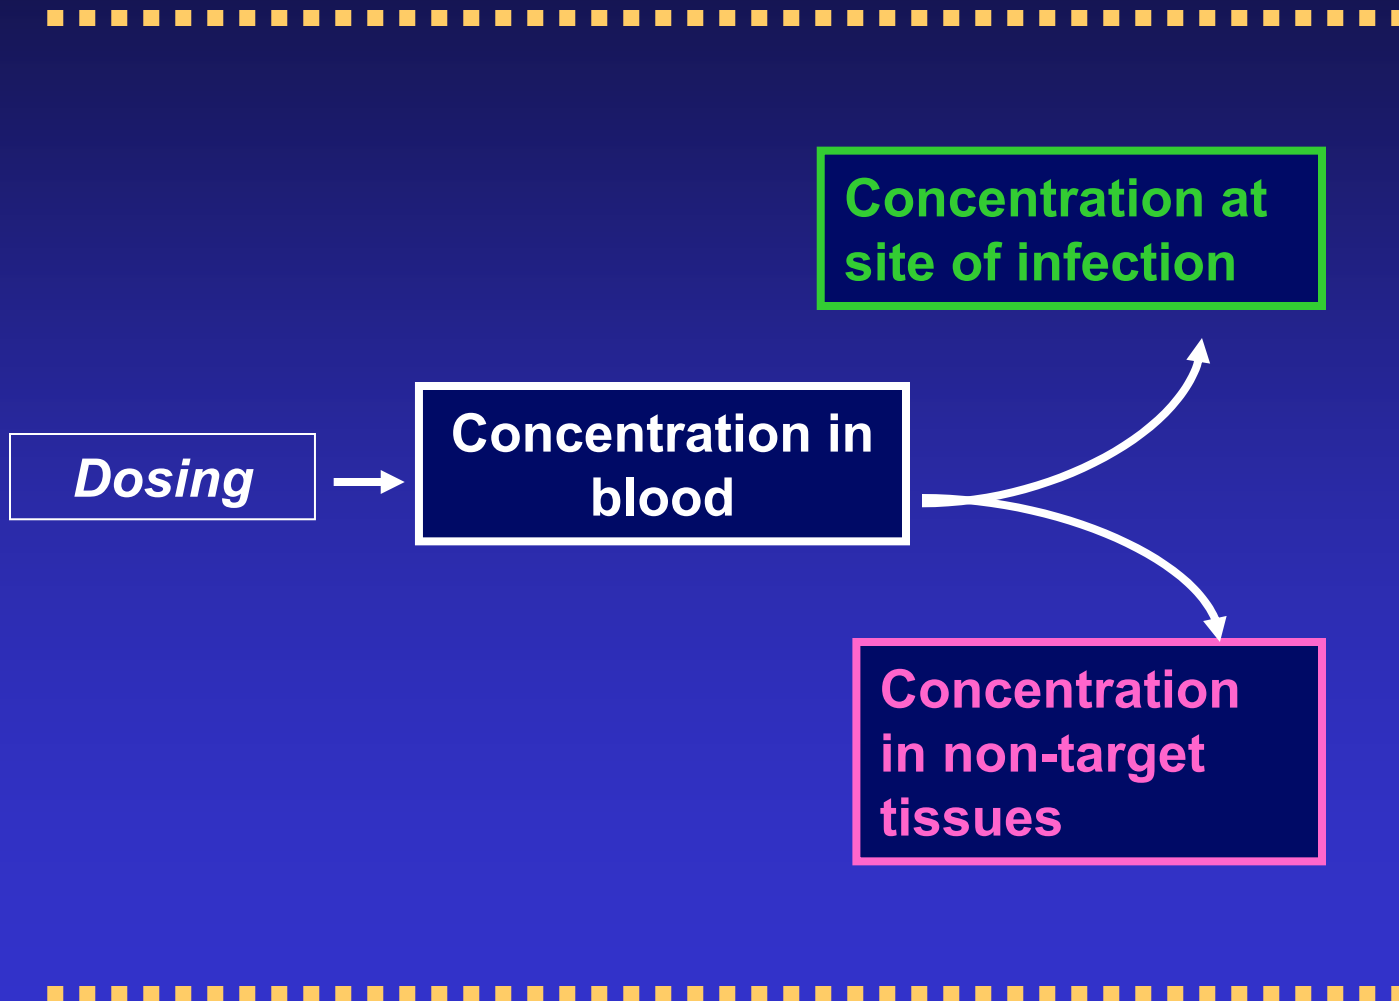 Concentration at
site of infection
Dosing
Concentration in
blood
Concentration
in non-target
tissues